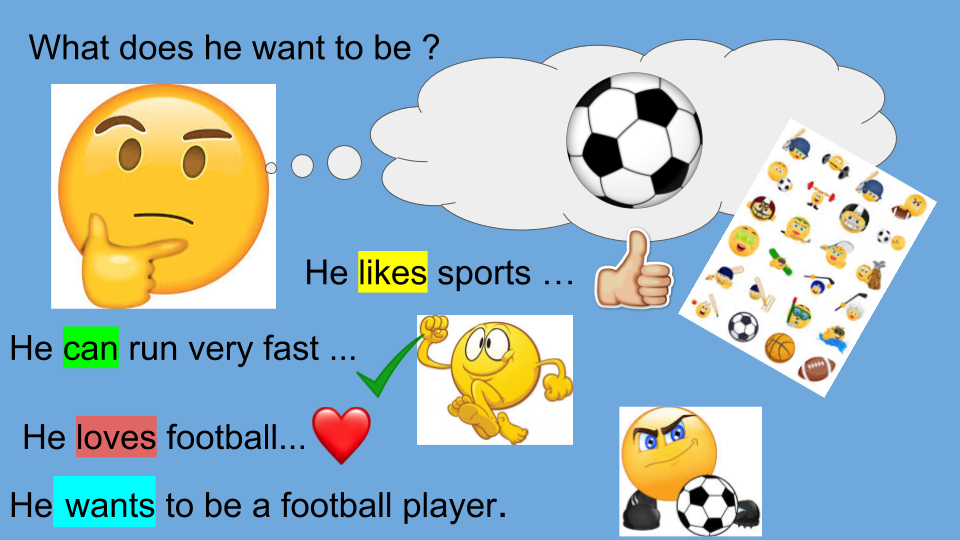 What does he want to be ?
He likes sports …
He can run very fast ...
He loves football...
He wants to be a football player.